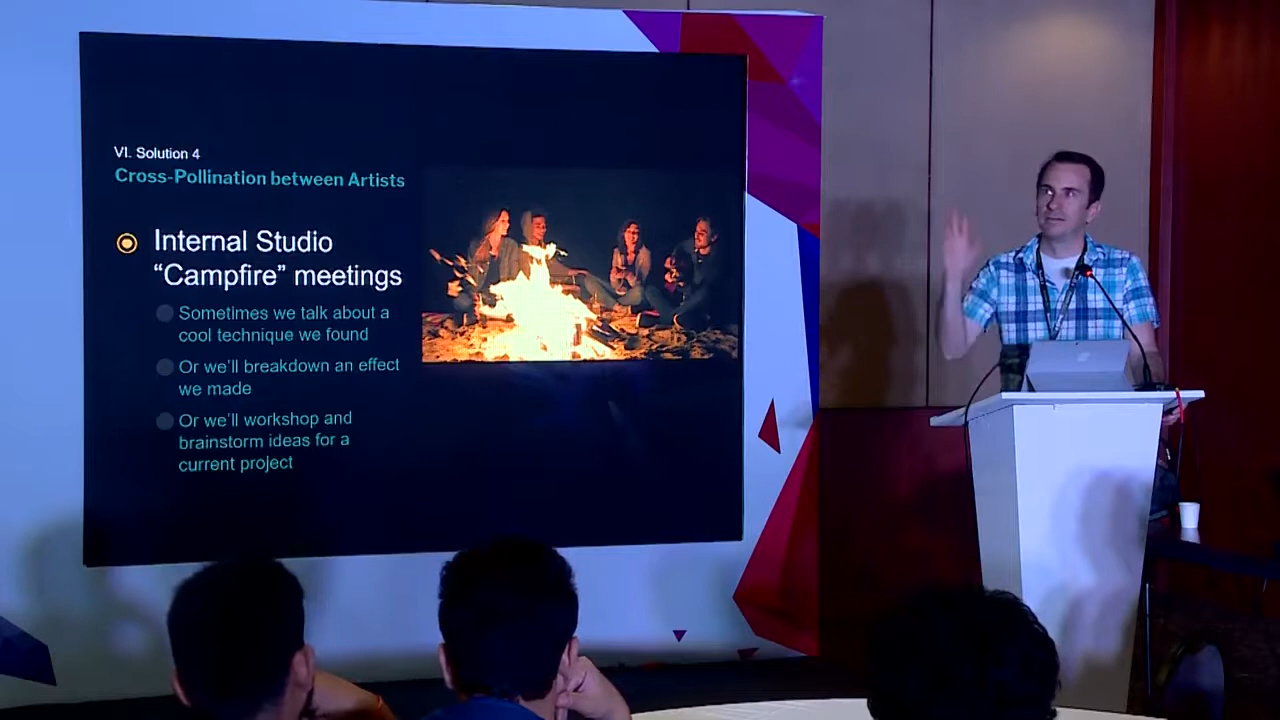 VI. Solution 4
Cross-Pollination between Artists
Internal Studio
“Campfire” meetings
Sometimes we talk about a
cool technique we found
Or we’ll breakdown an effect
we made
Or we’ll workshop and
brainstorm ideas for a
current project